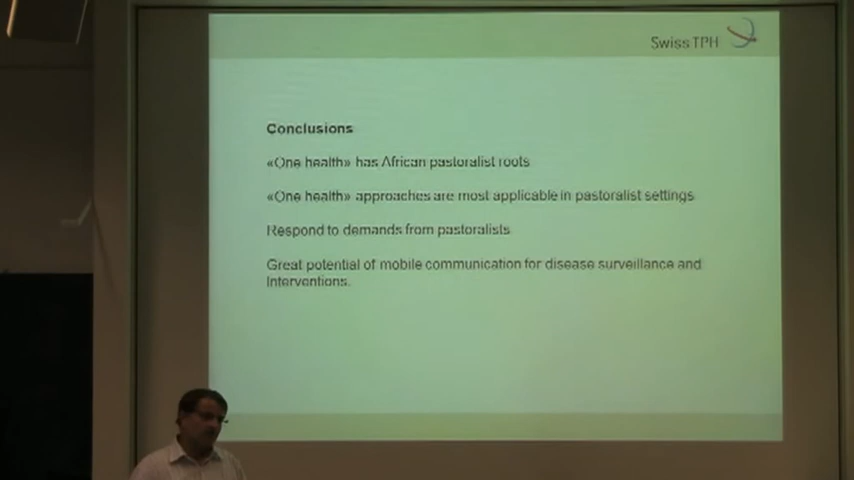 Swiss TPH
Conclusions
«One health» has African pastoralist roots
«One health» approaches are most applicable in pastoralist settings
Respond to demands from pastoralists
Great potential of mobile communication for disease surveillance and
Interventions.